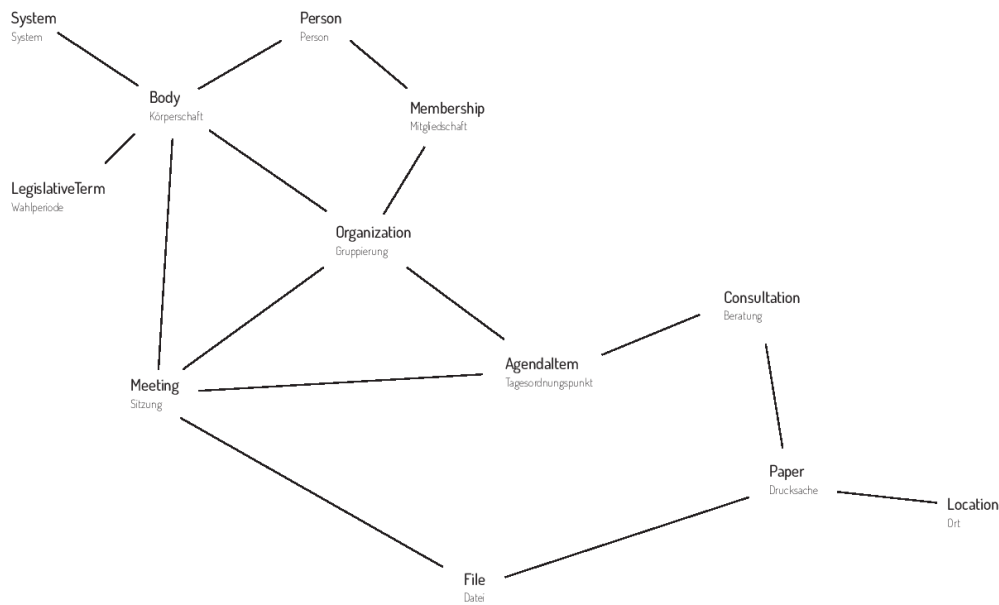 System
System
Person
Person
Body
Körperschaft
Membership
Mitgliedschaft
LegislativeTerm
Wahlperiode
Organization
Gruppierung
Consultation
Beratung
AgendaItem
Tagesordnungspunkt
Meeting
Sitzung
Paper
Drucksache
Location
Ort
File
Datei